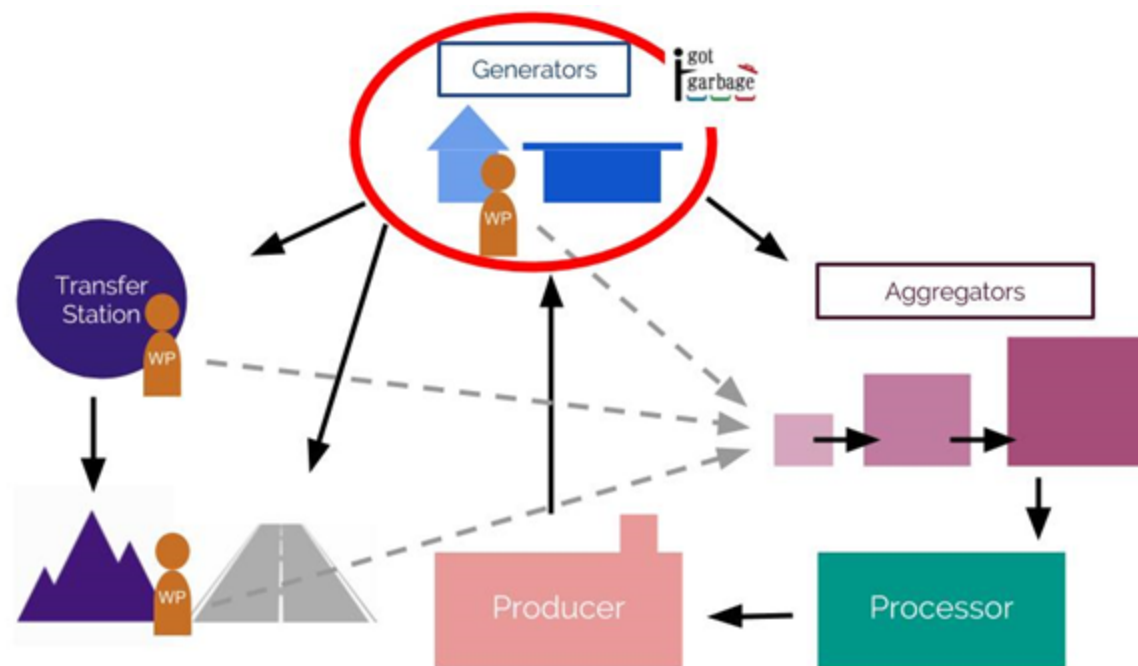 Generators
i got
garbage
WP
Transfer
Station
WP
Aggregators
WP
Producer
Processor